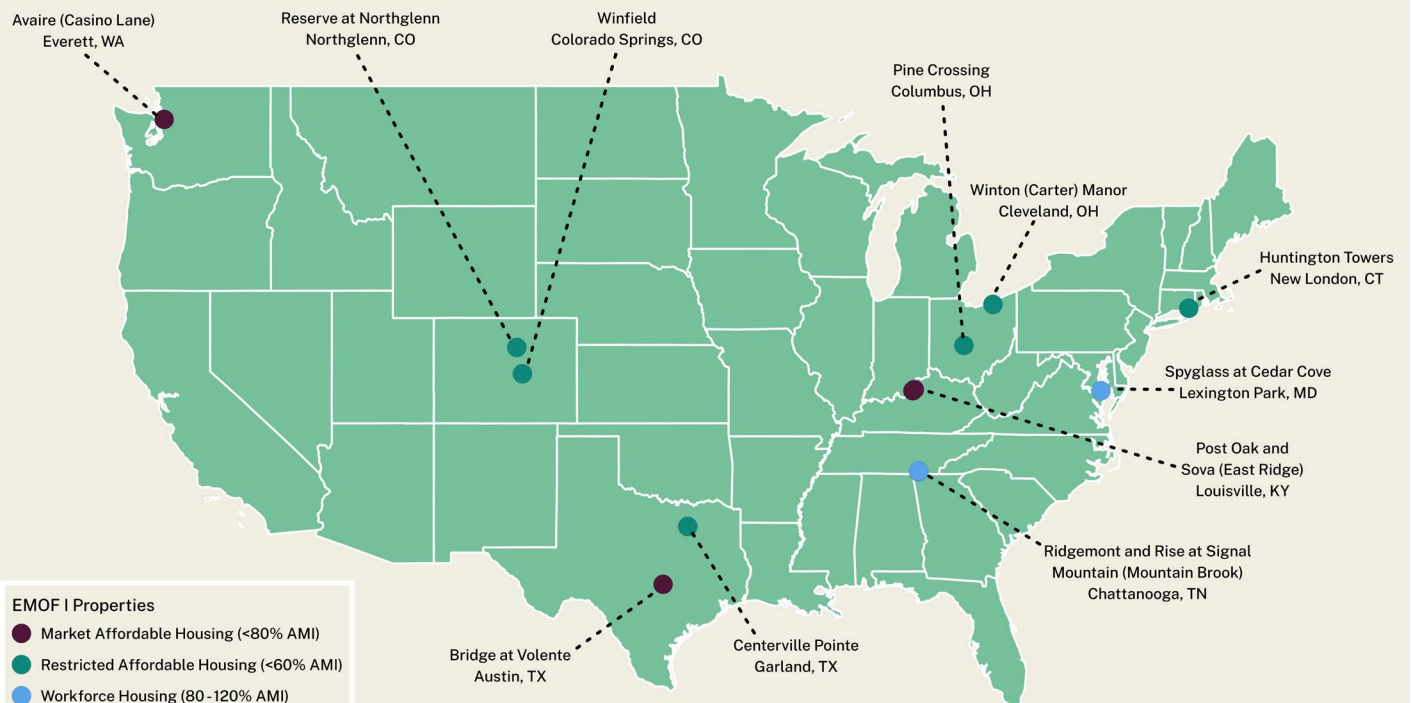 Avaire (Casino Lane)
Everett, WA
Reserve at Northglenn
Northglenn, CO
Winfield
Colorado Springs, CO
Pine Crossing
Columbus, OH
Winton (Carter) Manor
Cleveland, OH
Huntington Towers
New London, CT
Spyglass at Cedar Cove
Lexington Park, MD
Post Oak and
Sova (East Ridge)
Louisville, KY
Ridgemont and Rise at Signal
Mountain (Mountain Brook)
Chattanooga, TN
Centerville Pointe
Garland, TX
Bridge at Volente
Austin, TX
EMOF I Properties
Market Affordable Housing (<80% AMI)
Restricted Affordable Housing (<60% AMI)
Workforce Housing (80-120% AMI)